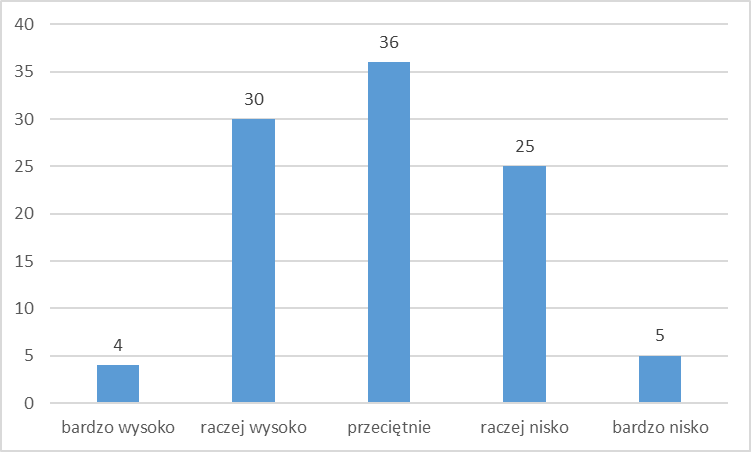 40
35
30
25
20
15
10
5
0
4
30
36
25
5
bardzo wysoko
raczej wysoko
przeciętnie
raczej nisko
bardzo nisko